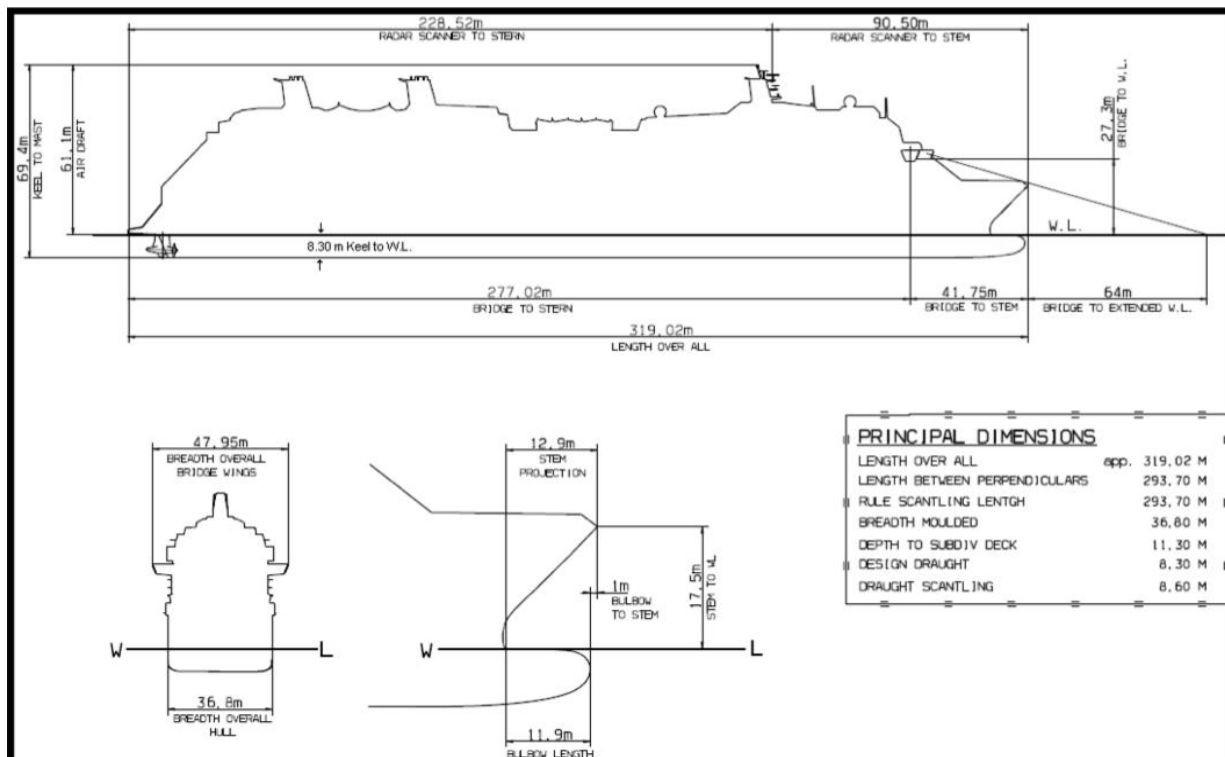 228,52m
RADAR SCANNER TO STERN
90,50m
RADAR SCANNER TO STEM
69,4m
KEEL TO MAST
61,1m
AIR DRAFT
27,3m
BRIDGE TO W.L.
W.L.
8.30 m Keel to W.L.
277,02m
BRIDGE TO STERN
41,75m
BRIDGE TO STEM
64m
BRIDGE TO EXTENDED W.L.
319,02m
LENGTH OVER ALL
47,95m
BREADTH OVERALL
BRIDGE WINGS
W
L
36,8m
BREADTH OVERALL
HULL
12,9m
STEM
PROJECTION
17,5m
STEM TO WL
1m
BULBOW
TO STEM
W
L
11,9m
BULBOW LENGTH
PRINCIPAL DIMENSIONS
LENGTH OVER ALL app. 319,02 M
LENGTH BETWEEN PERPENDICULARS 293,70 M
RULE SCANTLING LENTGH 293,70 M
BREADTH MOULDED 36,80 M
DEPTH TO SUBDIV DECK 11,30 M
DESIGN DRAUGHT 8,30 M
DRAUGHT SCANTLING 8,60 M